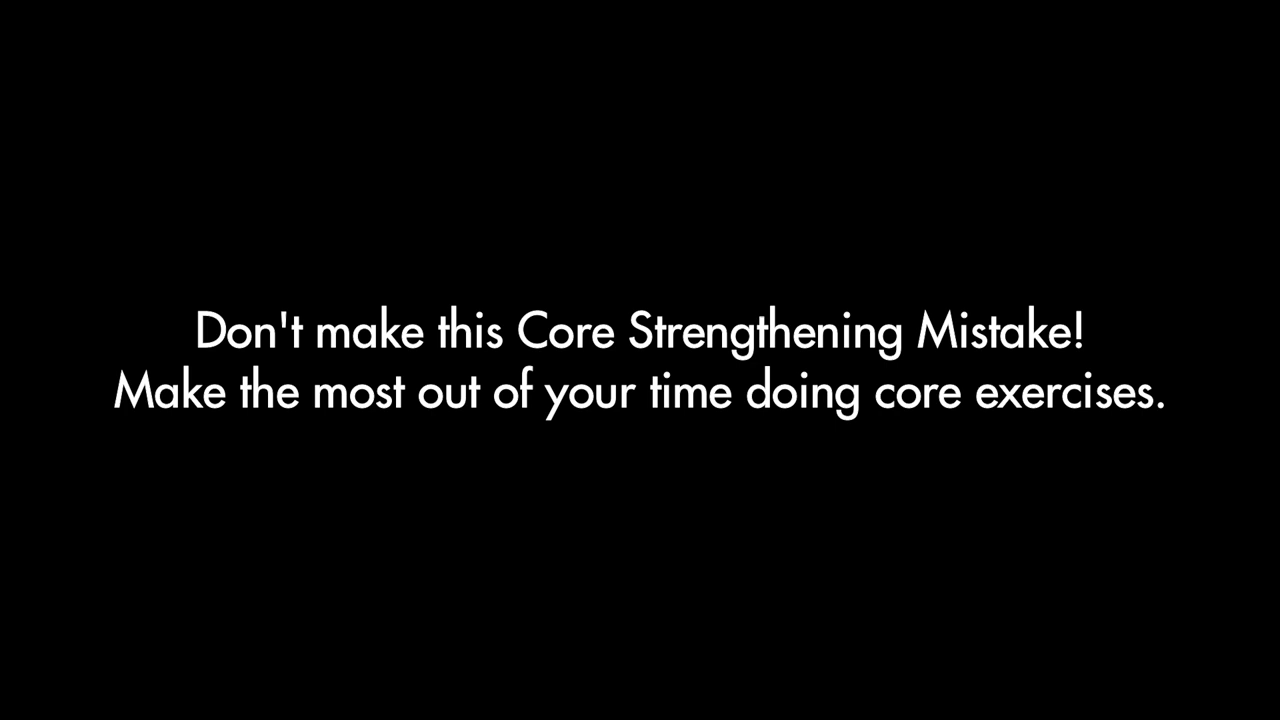 Don't make this Core Strengthening Mistake!
Make the most out of your time doing core exercises.